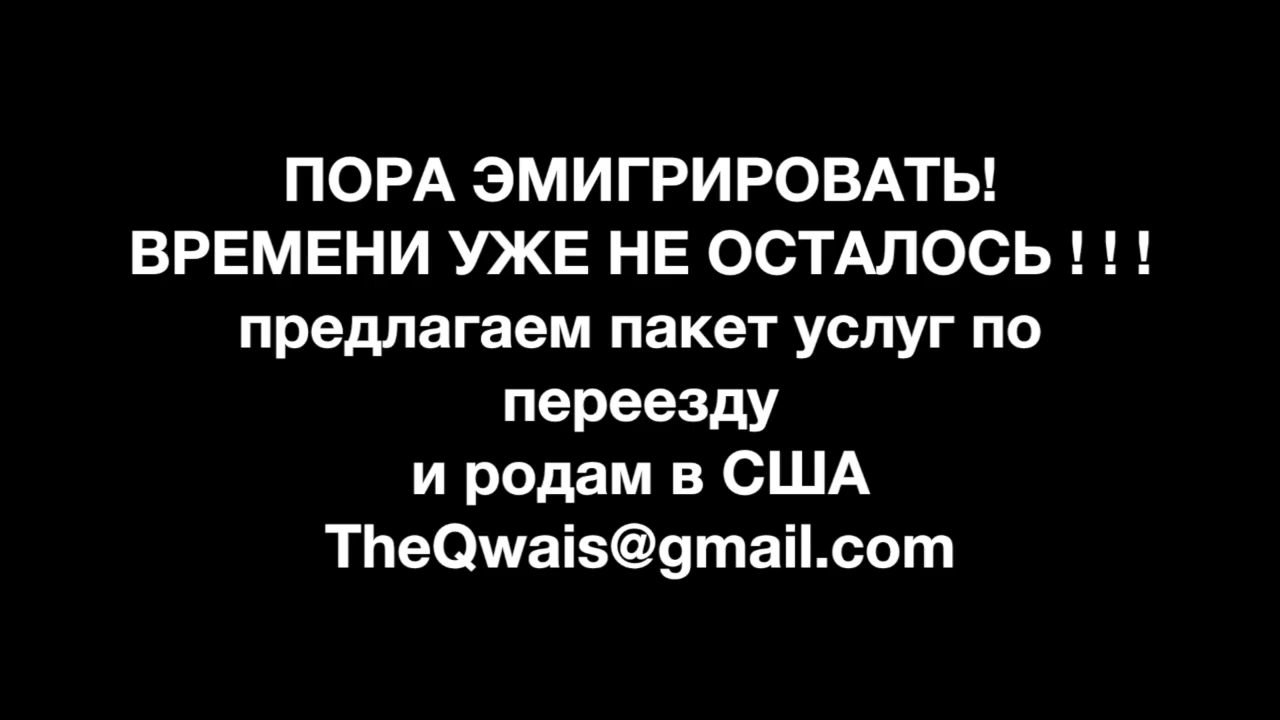 ПОРА ЭМИГРИРОВАТЬ!
ВРЕМЕНИ УЖЕ НЕ ОСТАЛОСЬ ! ! !
предлагаем пакет услуг по
переезду
и родам в США
TheQwais@gmail.com